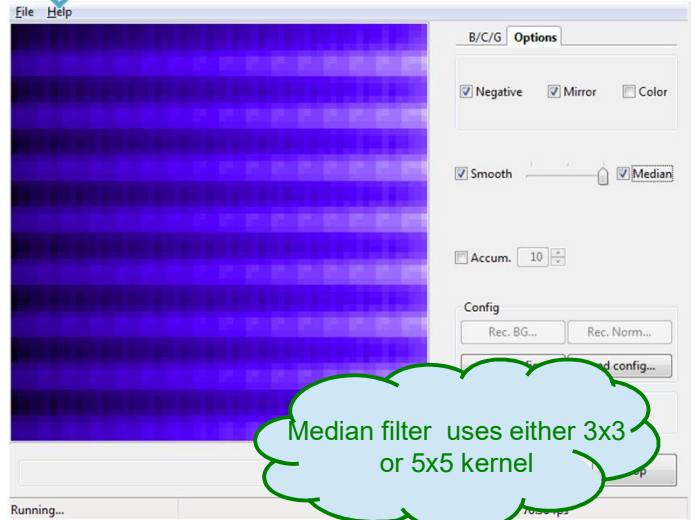 File Help
B/C/G Options
Negative Mirror Color
Smooth Median
Accum. 10
Config
Rec. BG... Rec. Norm...
config...
Median filter uses either 3x3
or 5x5 kernel
Running...